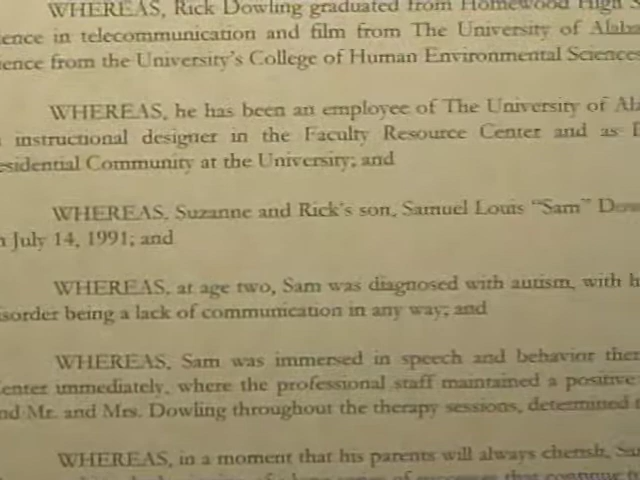 WHEREAS, Rick Dowling graduated from Homewood High S
ence in telecommunication and film from The University of Alaba
ence from the University's College of Human Environmental Sciences
WHEREAS, he has been an employee of The University of Ala
instructional designer in the Faculty Resource Center and as D
esidential Community at the University; and
WHEREAS, Suzanne and Rick's son, Samuel Louis "Sam" Dow
n July 14, 1991; and
WHEREAS, at age two, Sam was diagnosed with autism, with h
isorder being a lack of communication in any way; and
WHEREAS, Sam was immersed in speech and behavior ther
enter immediately, where the professional staff maintained a positive
nd Mr. and Mrs. Dowling throughout the therapy sessions, determined t
WHEREAS, in a moment that his parents will always cherish, Sa